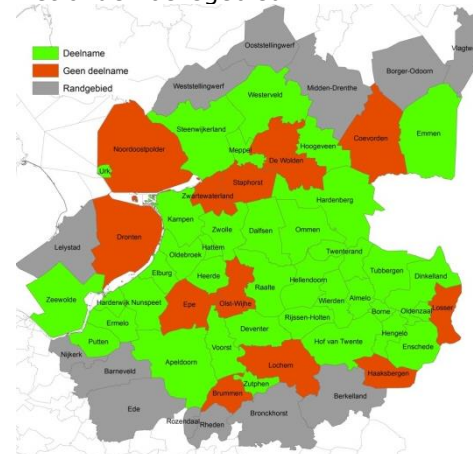 Deelname
Geen deelname
Randgebied
Ooststellingwerf
Vlagtwe
Weststellingwerf
Midden-Drenthe
Borger-Odoorn
Westerveld
Steenwijkerland
Noordoostpolder
Meppel
Hoogeveen
Coevorden
Emmen
De Wolden
Urk
Staphorst
Zwartewaterland
Hardenberg
Kampen
Zwolle
Dalfsen
Ommen
Lelystad
Dronten
Oldebroek
Hattem
Twenterand
Elburg
Heerde
Hellendoorn
Tubbergen
Dinkelland
Zeewolde
Harderwijk
Nunspeet
Epe
Olst-Wijhe
Raalte
Wierden
Almelo
Losser
Ermelo
Rijssen-Holten
Borne
Oldenzaal
Putten
Deventer
Hengelo
Nijkerk
Apeldoorn
Voorst
Hof van Twente
Enschede
Barneveld
Lochem
Haaksbergen
Zutphen
Ede
Brummen
Berkelland
Rozendaal
Rheden
Bronckhorst